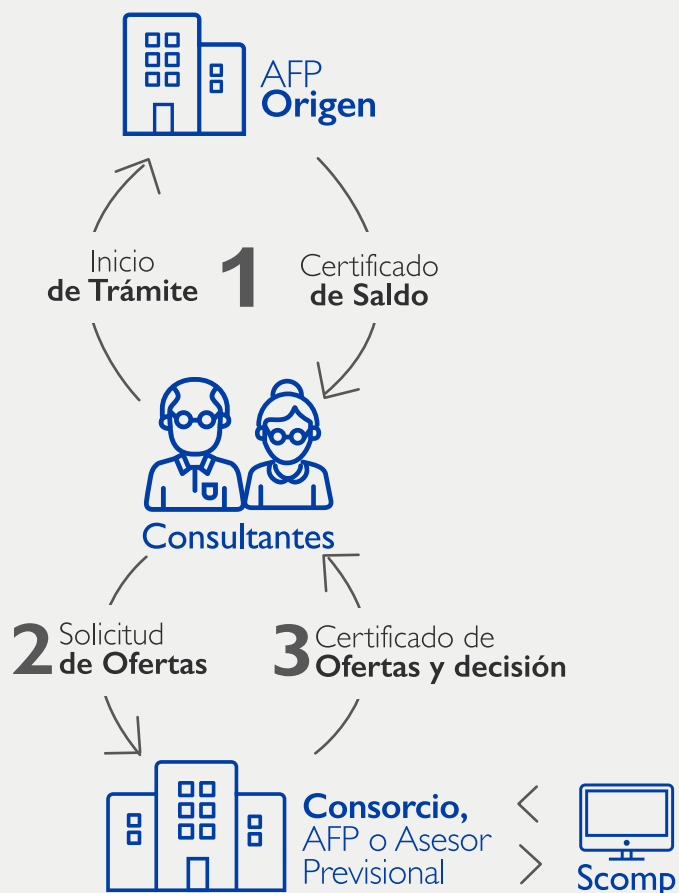 AFP
Origen
Inicio
de Trámite
1
Certificado
de Saldo
Consultantes
2
Solicitud
de Ofertas
3
Certificado de
Ofertas y decisión
Consorcio,
AFP o Asesor
Previsional
Scomp